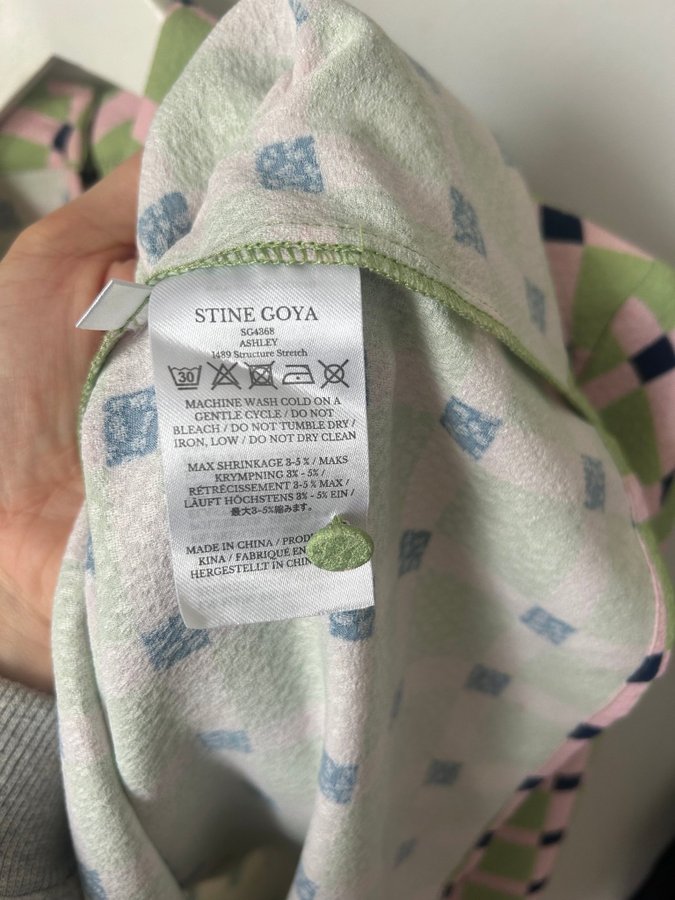 STINE GOYA
SG4368
ASHLEY
1489 Structure Stretch
30
MACHINE WASH COLD ON A
GENTLE CYCLE / DO NOT
BLEACH / DO NOT TUMBLE DRY /
IRON, LOW / DO NOT DRY CLEAN
MAX SHRINKAGE 3-5 % / MAKS
KRYMPNING 3% - 5% /
RÉTRÉCISSEMENT 3-5 % MAX /
LÄUFT HÖCHSTENS 3% - 5% EIN /
最大3-5%縮みます。
MADE IN CHINA / PROD
KINA / FABRIQUÉ EN
HERGESTELLT IN CHIN